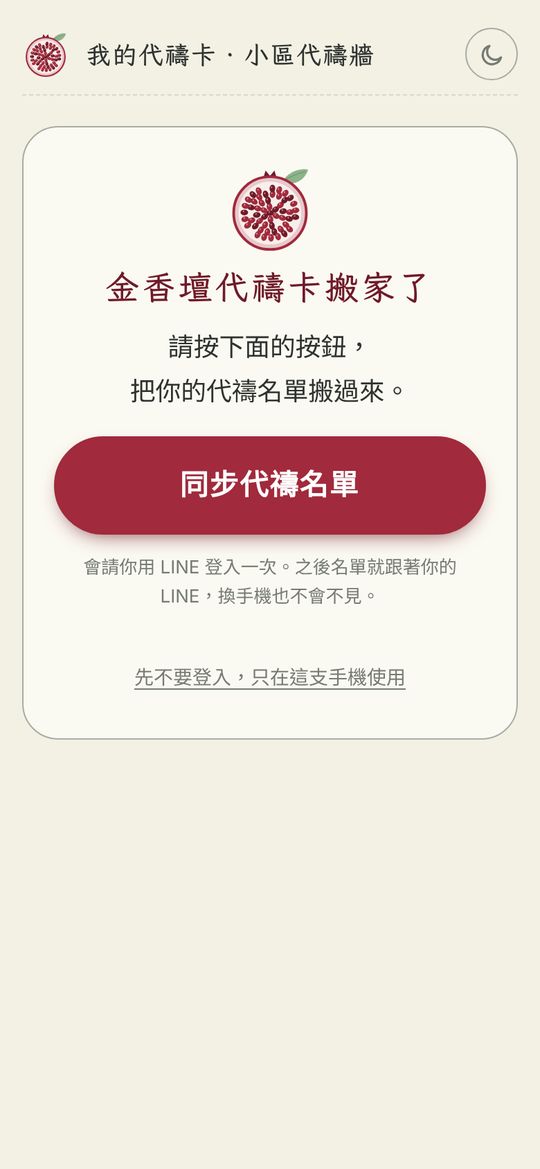 我的代禱卡 · 小區代禱牆
金香壇代禱卡搬家了
請按下面的按鈕，
把你的代禱名單搬過來。
同步代禱名單
會請你用 LINE 登入一次。之後名單就跟著你的
LINE，換手機也不會不見。
先不要登入，只在這支手機使用